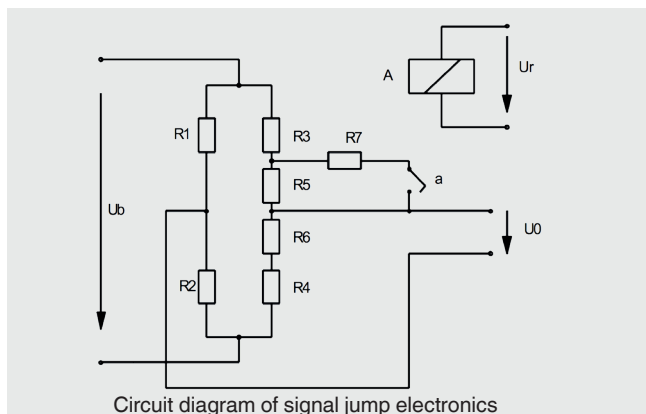 A
Ur
R1
R3
R7
R5
a
Ub
R6
U0
R2
R4
Circuit diagram of signal jump electronics